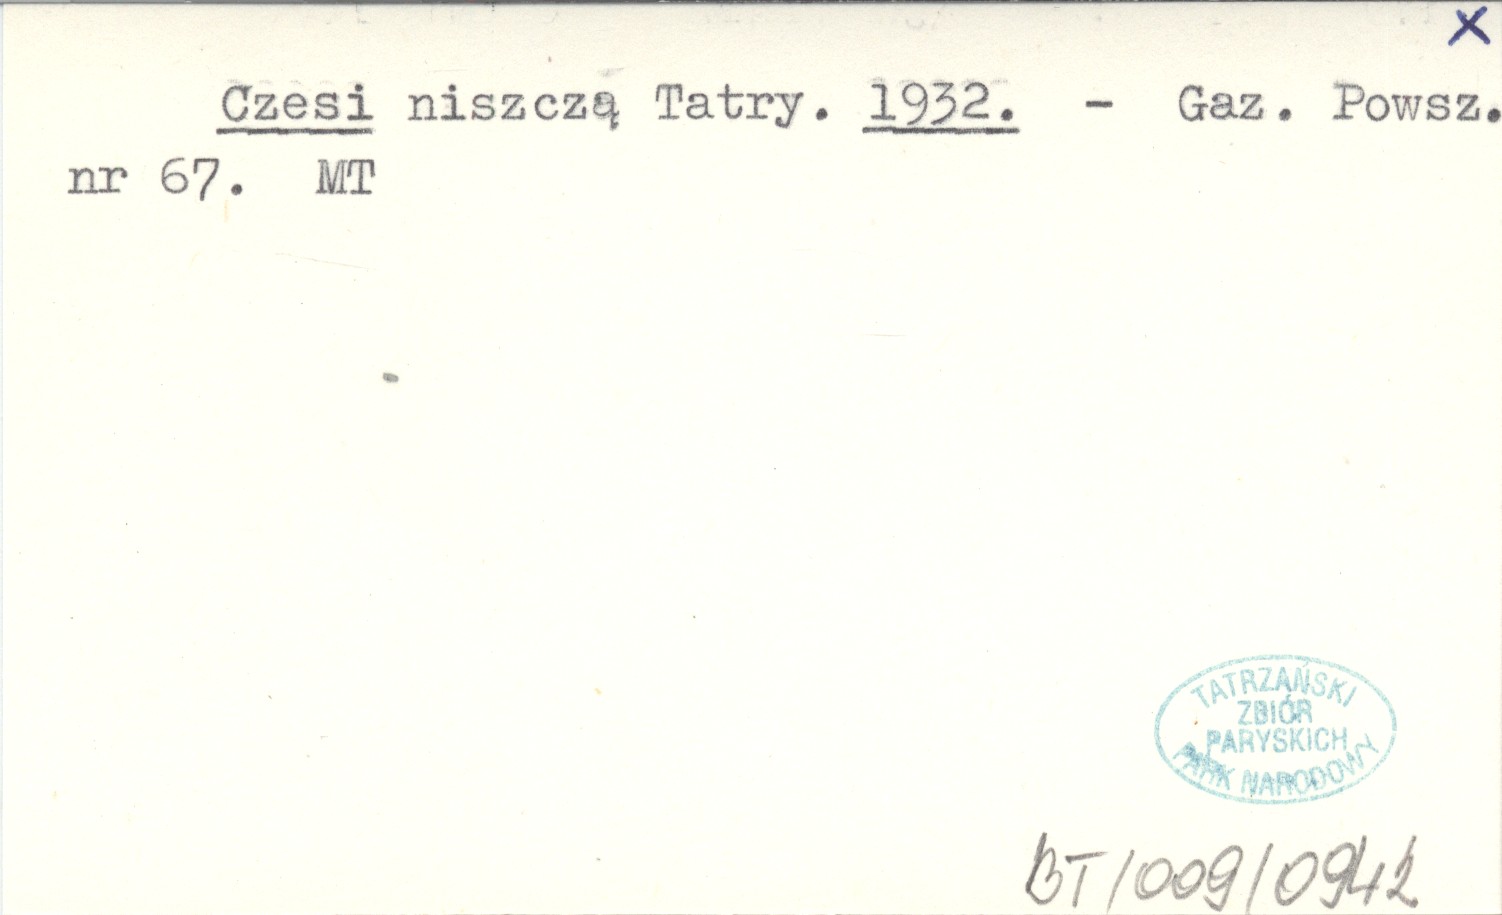 x
Czesi niszczą Tatry. 1932. - Gaz. Powsz.
nr 67. MT
TATRZAŃSKI
ZBIÓR
PARYSKICH
PARK NARODOWY
BT/009/0942